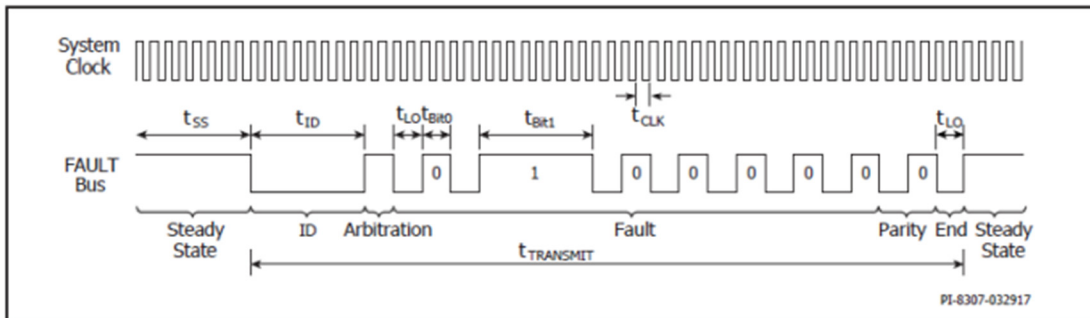 System
Clock
tSS tID tLO tBit0 tBit1 tCLK tLO
FAULT
Bus
0 1 0 0 0 0 0 0
Steady
State
ID Arbitration Fault Parity End Steady
State
tTRANSMIT
PI-8307-032917